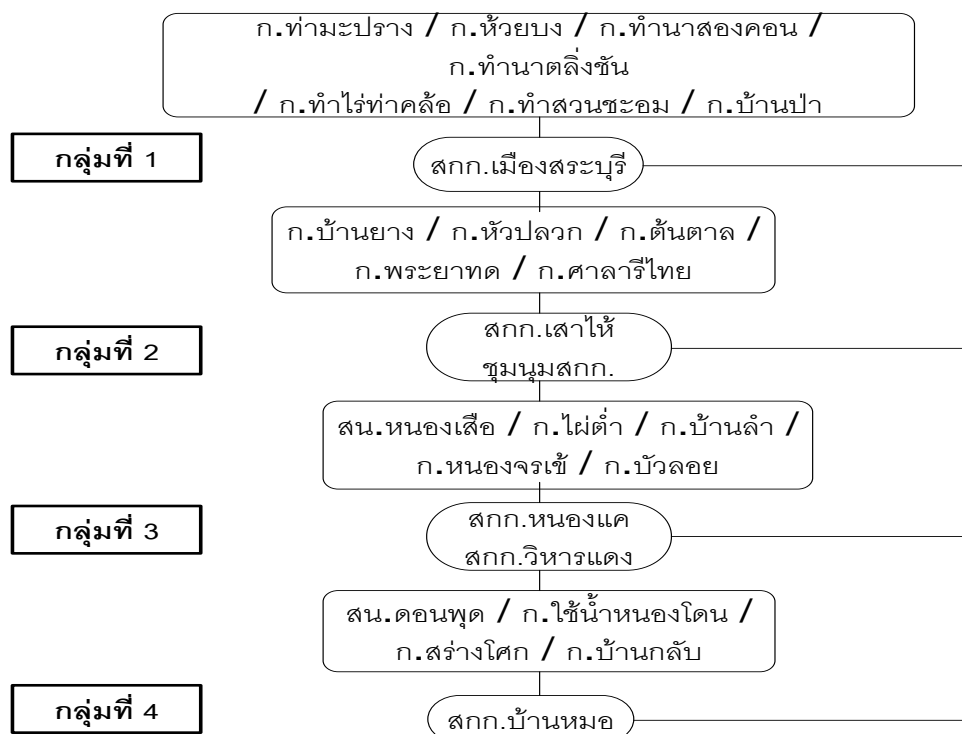 ก.ท่ามะปราง / ก.ห้วยบง / ก.ทำนาสองคอน /
ก.ทำนาตลิ่งชัน
/ ก.ทำไร่ท่าคล้อ / ก.ทำสวนชะอม / ก.บ้านป่า
กลุ่มที่ 1
สกก.เมืองสระบุรี
ก.บ้านยาง / ก.หัวปลวก / ก.ต้นตาล /
ก.พระยาทด / ก.ศาลารีไทย
กลุ่มที่ 2
สกก.เสาไห้
ชุมนุมสกก.
สน.หนองเสือ / ก.ไผ่ต่ำ / ก.บ้านลำ /
ก.หนองจรเข้ / ก.บัวลอย
กลุ่มที่ 3
สกก.หนองแค
สกก.วิหารแดง
สน.ดอนพุด / ก.ใช้น้ำหนองโดน /
ก.สร่างโศก / ก.บ้านกลับ
กลุ่มที่ 4
สกก.บ้านหมอ